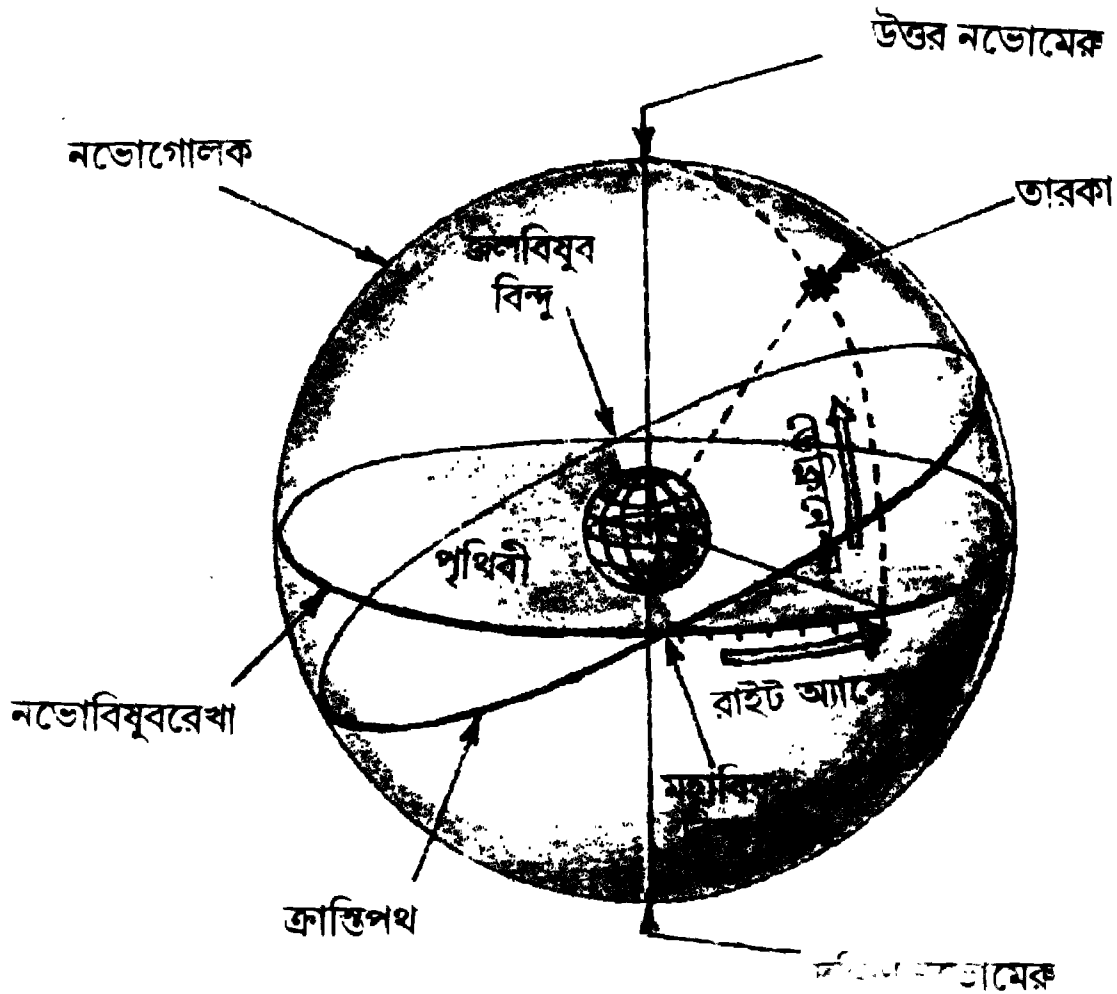 উত্তর নভোমেরু
নভোগোলক
তারকা
জলবিষুব
বিন্দু
পৃথিবী
নভোবিষুবরেখা
রাইট
ক্রান্তিপথ